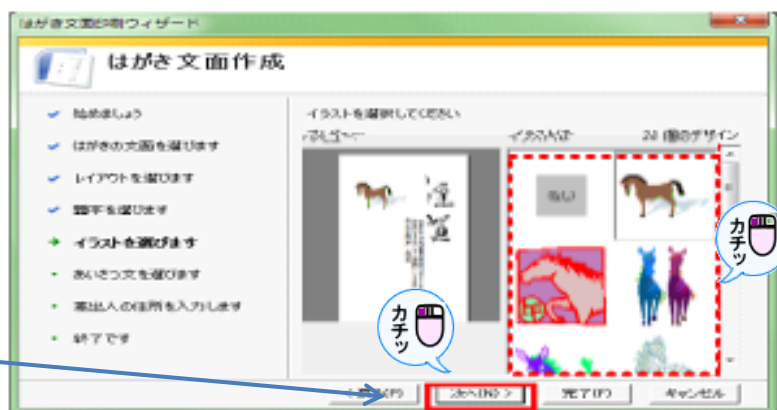 はがき文面印刷ウィザード
はがき文面作成
始めましょう
はがきの文面を選びます
レイアウトを選びます
題字を選びます
イラストを選びます
あいさつ文を選びます
差出人の住所を入力します
終了です
イラストを選択してください
プレビュー
イラスト(I):
24 個のデザイン
なし
カチッ
カチッ
次へ(N) >
完了(F)
キャンセル